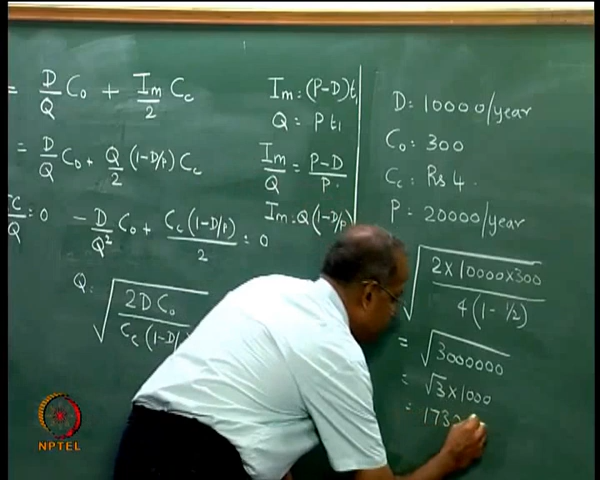 = D/Q C₀ + Im/2 Cc
= D/Q C₀ + Q/2 (1-D/P) Cc
C/Q = 0 - D/Q² C₀ + Cc(1-D/P)/2 = 0
Q = √(2DC₀ / Cc(1-D/
Im = (P-D)t₁
Q = Pt₁
Im/Q = P-D/P
Im = Q(1-D/P)
D = 10000/year
C₀ = 300
Cc = Rs 4.
P = 20000/year
√(2×10000×300 / 4(1-1/2))
= √3000000
= √3 × 1000
= 173
NPTEL